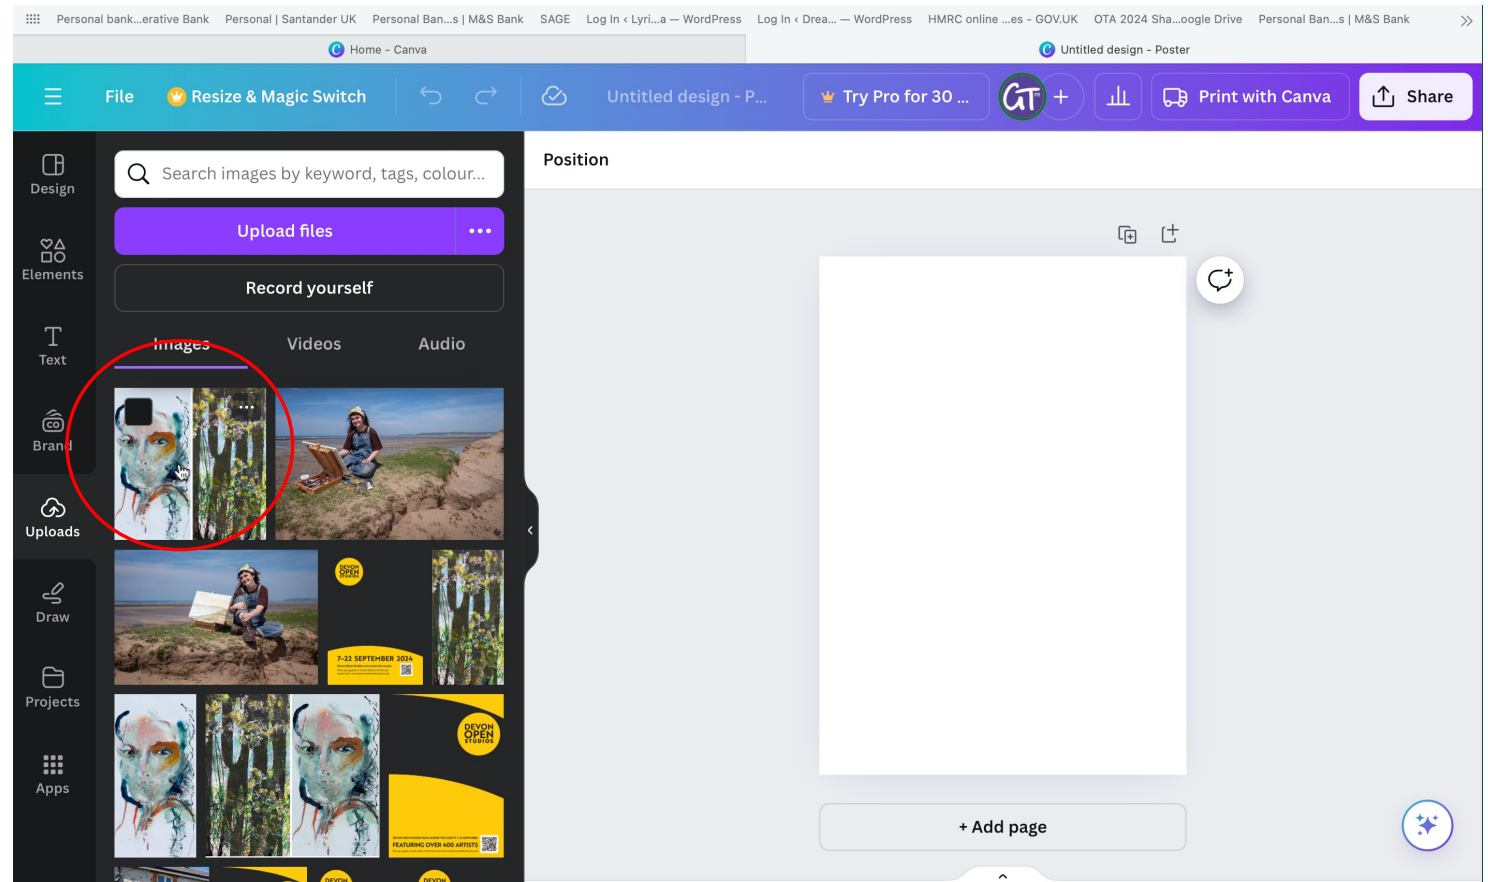 Personal bank...erative Bank Personal | Santander UK Personal Ban...s | M&S Bank SAGE Log In ‹ Lyri...a — WordPress Log In ‹ Drea... — WordPress HMRC online ...es - GOV.UK OTA 2024 Sha...oogle Drive Personal Ban...s | M&S Bank
Home - Canva Untitled design - Poster
File Resize & Magic Switch Untitled design - P... Try Pro for 30 ... GT Print with Canva Share
Position
Search images by keyword, tags, colour...
Upload files
Record yourself
Images Videos Audio
Design
Elements
Text
CO
Brand
Uploads
Draw
Projects
Apps
DEVON
OPEN
STUDIOS
7–22 SEPTEMBER 2024
DEVON
OPEN
STUDIOS
FEATURING OVER 400 ARTISTS
DEVON
DEVON
+ Add page